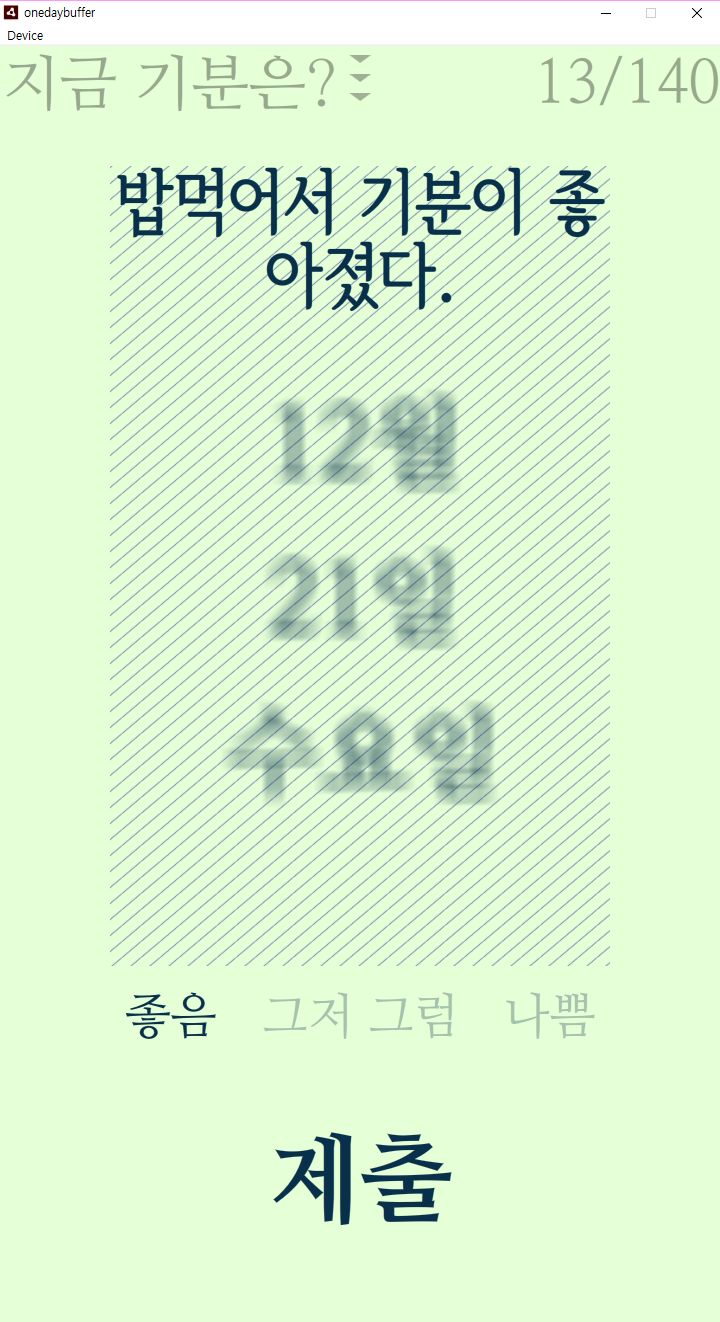 onedaybuffer
Device
지금 기분은? 13/140
밥먹어서 기분이 좋
아졌다.
12월
21일
수요일
좋음 그저 그럼 나쁨
제출